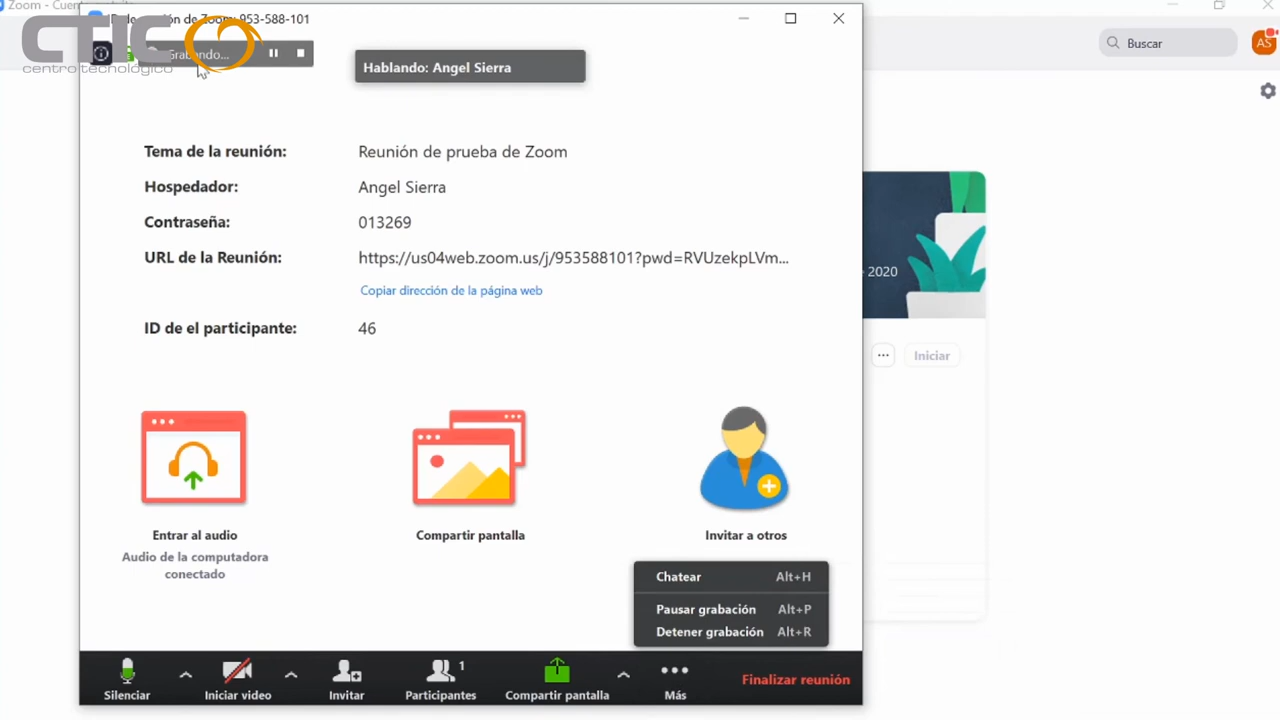 Zoom - Cuen
de Zoom: 953-588-101
CTIC
centro tecnológico
Grabando...
Hablando: Angel Sierra
Buscar
AS
Tema de la reunión: Reunión de prueba de Zoom
Hospedador: Angel Sierra
Contraseña: 013269
URL de la Reunión: https://us04web.zoom.us/j/953588101?pwd=RVUzekpLVm...
Copiar dirección de la página web
ID de el participante: 46
2020
... Iniciar
Entrar al audio
Audio de la computadora
conectado
Compartir pantalla
Invitar a otros
Chatear Alt+H
Pausar grabación Alt+P
Detener grabación Alt+R
Silenciar
Iniciar video
Invitar
1
Participantes
Compartir pantalla
Más
Finalizar reunión